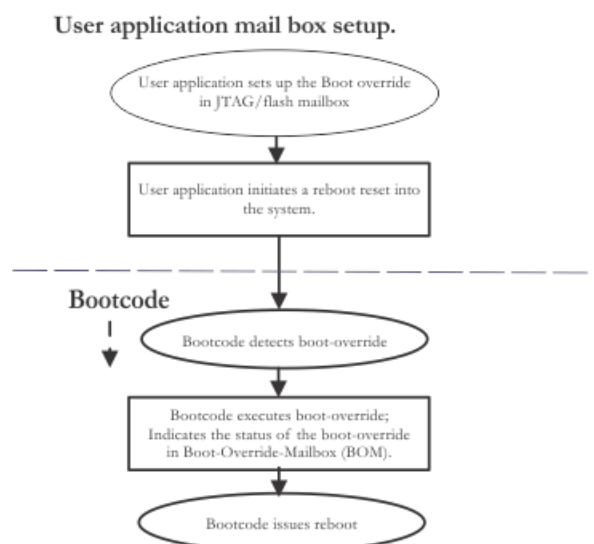 User application mail box setup.
User application sets up the Boot override
in JTAG/flash mailbox
User application initiates a reboot reset into
the system.
Bootcode
Bootcode detects boot-override
Bootcode executes boot-override;
Indicates the status of the boot-override
in Boot-Override-Mailbox (BOM).
Bootcode issues reboot